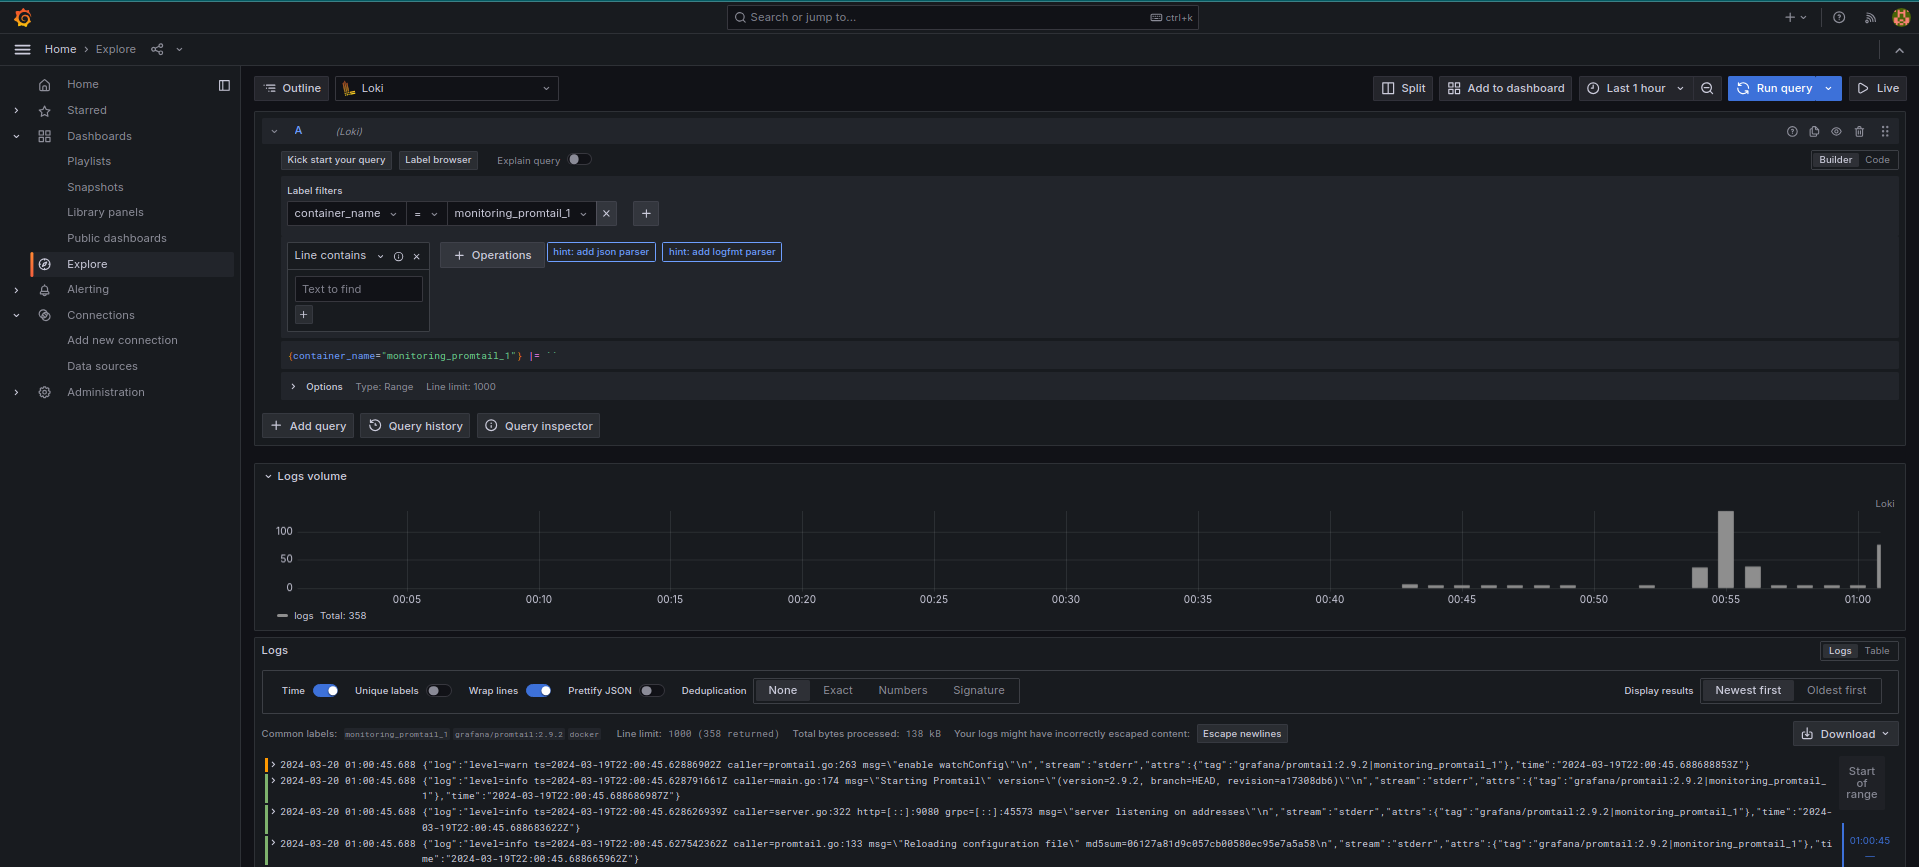 Search or jump to...
ctrl+k
Home › Explore
Home
Starred
Dashboards
Playlists
Snapshots
Library panels
Public dashboards
Explore
Alerting
Connections
Add new connection
Data sources
Administration
Outline
Loki
Split
Add to dashboard
Last 1 hour
Run query
Live
A
(Loki)
Kick start your query
Label browser
Explain query
Builder
Code
Label filters
container_name
=
monitoring_promtail_1
Line contains
Operations
hint: add json parser
hint: add logfmt parser
Text to find
{container_name="monitoring_promtail_1"} |= ``
Options Type: Range Line limit: 1000
Add query
Query history
Query inspector
Logs volume
Loki
100
50
0
00:05 00:10 00:15 00:20 00:25 00:30 00:35 00:40 00:45 00:50 00:55 01:00
logs Total: 358
Logs
Logs
Table
Time
Unique labels
Wrap lines
Prettify JSON
Deduplication
None
Exact
Numbers
Signature
Display results
Newest first
Oldest first
Common labels: monitoring_promtail_1 grafana/promtail:2.9.2 docker Line limit: 1000 (358 returned) Total bytes processed: 138 kB Your logs might have incorrectly escaped content: Escape newlines
Download
2024-03-20 01:00:45.688 {"log":"level=warn ts=2024-03-19T22:00:45.62886902Z caller=promtail.go:263 msg=\"enable watchConfig\"\n","stream":"stderr","attrs":{"tag":"grafana/promtail:2.9.2|monitoring_promtail_1"},"time":"2024-03-19T22:00:45.688688853Z"}
2024-03-20 01:00:45.688 {"log":"level=info ts=2024-03-19T22:00:45.628791661Z caller=main.go:174 msg=\"Starting Promtail\" version=\"(version=2.9.2, branch=HEAD, revision=a17308db6)\"\n","stream":"stderr","attrs":{"tag":"grafana/promtail:2.9.2|monitoring_promtail_
1"},"time":"2024-03-19T22:00:45.688686987Z"}
2024-03-20 01:00:45.688 {"log":"level=info ts=2024-03-19T22:00:45.628626939Z caller=server.go:322 http=[::]:9080 grpc=[::]:45573 msg=\"server listening on addresses\"\n","stream":"stderr","attrs":{"tag":"grafana/promtail:2.9.2|monitoring_promtail_1"},"time":"2024-
03-19T22:00:45.688683622Z"}
2024-03-20 01:00:45.688 {"log":"level=info ts=2024-03-19T22:00:45.627542362Z caller=promtail.go:133 msg=\"Reloading configuration file\" md5sum=06127a81d9c057cb00580ec95e7a5a58\n","stream":"stderr","attrs":{"tag":"grafana/promtail:2.9.2|monitoring_promtail_1"},"ti
me":"2024-03-19T22:00:45.688665962Z"}
Start
of
range
01:00:45
—